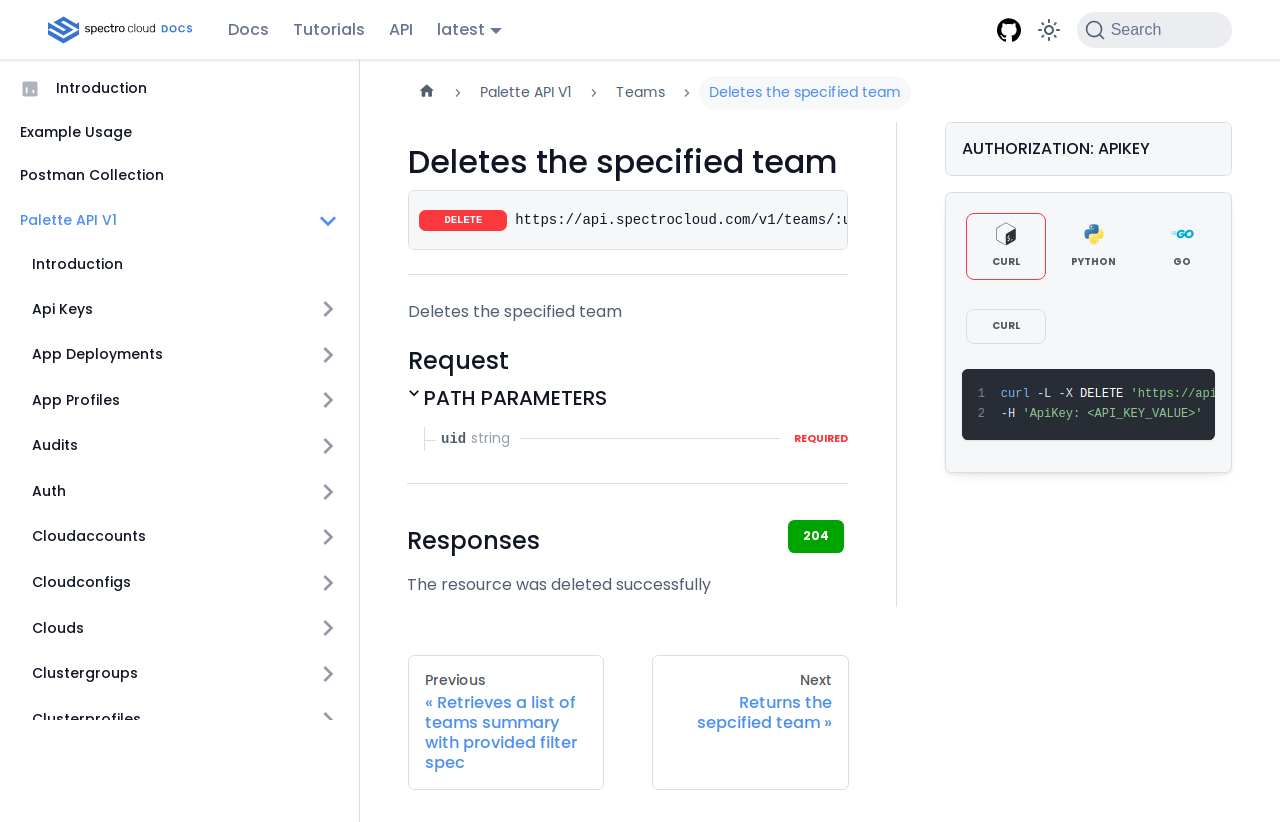 spectro cloud DOCS
Docs
Tutorials
API
latest
Search
Introduction
Example Usage
Postman Collection
Palette API V1
Introduction
Api Keys
App Deployments
App Profiles
Audits
Auth
Cloudaccounts
Cloudconfigs
Clouds
Clustergroups
Clusterprofiles
Palette API V1
Teams
Deletes the specified team
Deletes the specified team
DELETE https://api.spectrocloud.com/v1/teams/:u
Deletes the specified team
Request
PATH PARAMETERS
uid string REQUIRED
Responses
204
The resource was deleted successfully
Previous
« Retrieves a list of
teams summary
with provided filter
spec
Next
Returns the
sepcified team »
AUTHORIZATION: APIKEY
CURL
PYTHON
GO
CURL
1 curl -L -X DELETE 'https://api
2 -H 'ApiKey: <API_KEY_VALUE>'